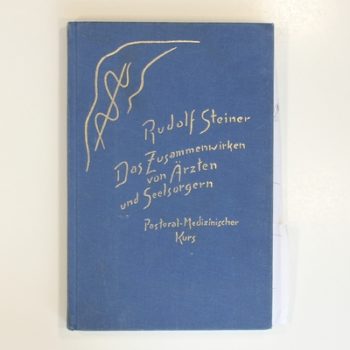 Rudolf Steiner
Das Zusammenwirken
von Ärzten
und Seelsorgern
Pastoral-Medizinischer
Kurs